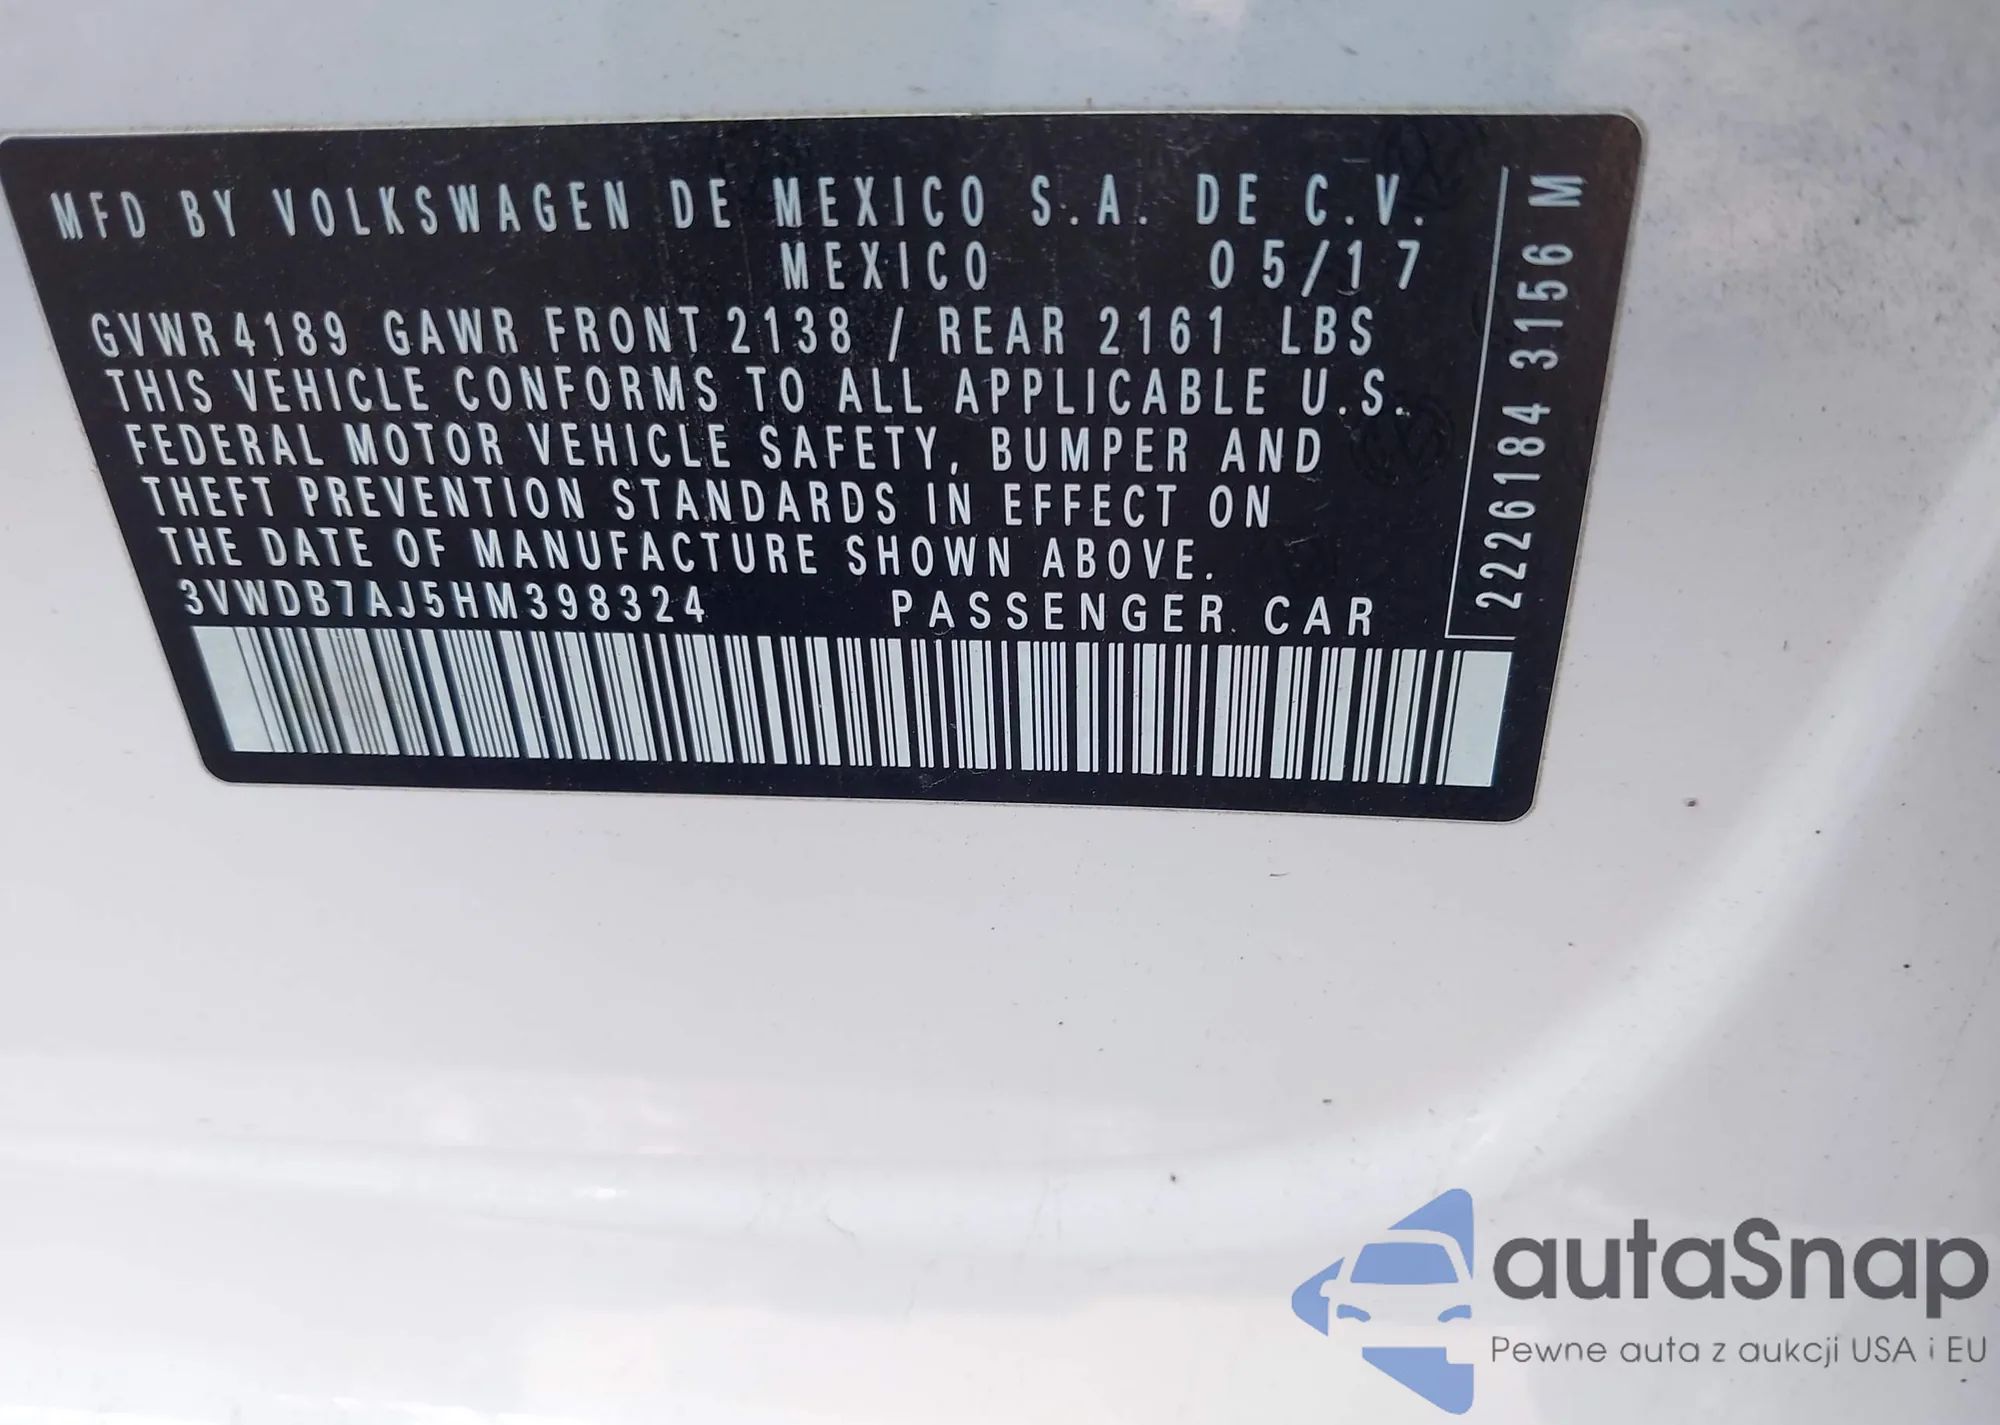 MFD BY VOLKSWAGEN DE MEXICO S.A. DE C.V.
MEXICO 05/17
GVWR 4189 GAWR FRONT 2138 / REAR 2161 LBS
THIS VEHICLE CONFORMS TO ALL APPLICABLE U.S.
FEDERAL MOTOR VEHICLE SAFETY, BUMPER AND
THEFT PREVENTION STANDARDS IN EFFECT ON
THE DATE OF MANUFACTURE SHOWN ABOVE.
3VWDB7AJ5HM398324 PASSENGER CAR
2226184 3156 M
autaSnap
Pewne auta z aukcji USA i EU